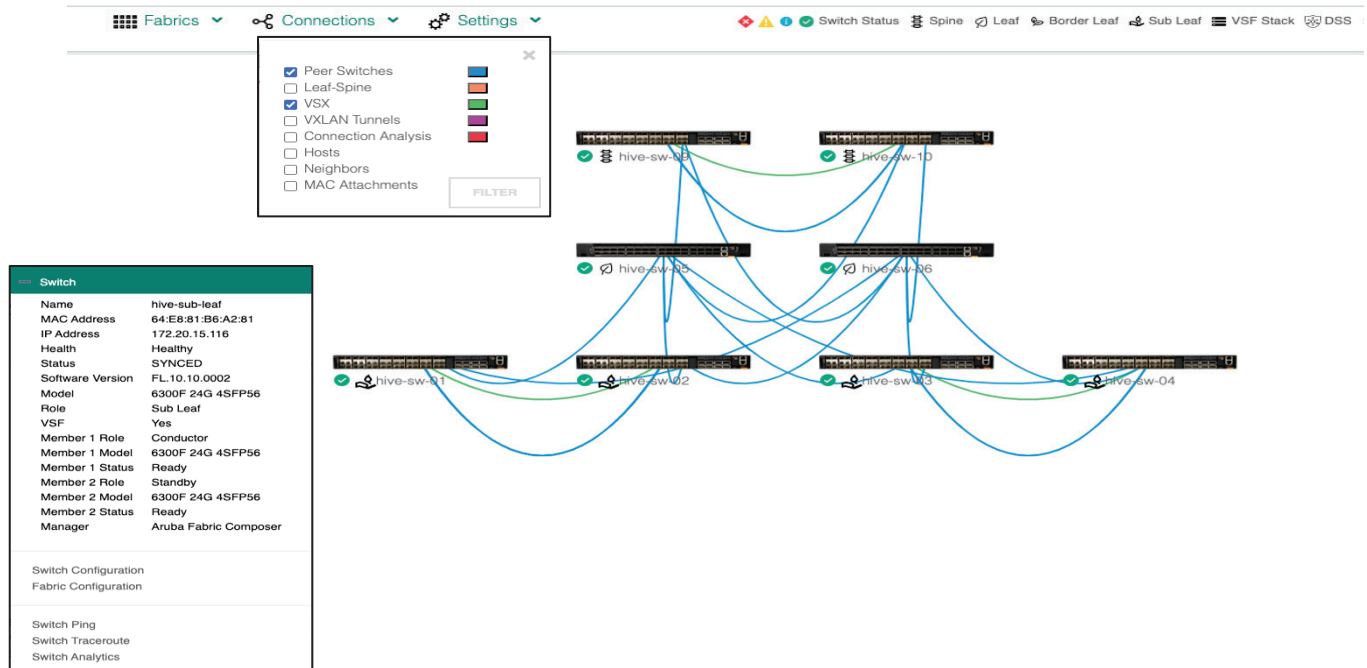 Fabrics Connections Settings
Switch Status Spine Leaf Border Leaf Sub Leaf VSF Stack DSS
Peer Switches
Leaf-Spine
VSX
VXLAN Tunnels
Connection Analysis
Hosts
Neighbors
MAC Attachments
FILTER
hive-sw-09 hive-sw-10
hive-sw-05 hive-sw-06
hive-sw-01 hive-sw-02 hive-sw-03 hive-sw-04
Switch
Name hive-sub-leaf
MAC Address 64:E8:81:B6:A2:81
IP Address 172.20.15.116
Health Healthy
Status SYNCED
Software Version FL.10.10.0002
Model 6300F 24G 4SFP56
Role Sub Leaf
VSF Yes
Member 1 Role Conductor
Member 1 Model 6300F 24G 4SFP56
Member 1 Status Ready
Member 2 Role Standby
Member 2 Model 6300F 24G 4SFP56
Member 2 Status Ready
Manager Aruba Fabric Composer
Switch Configuration
Fabric Configuration
Switch Ping
Switch Traceroute
Switch Analytics